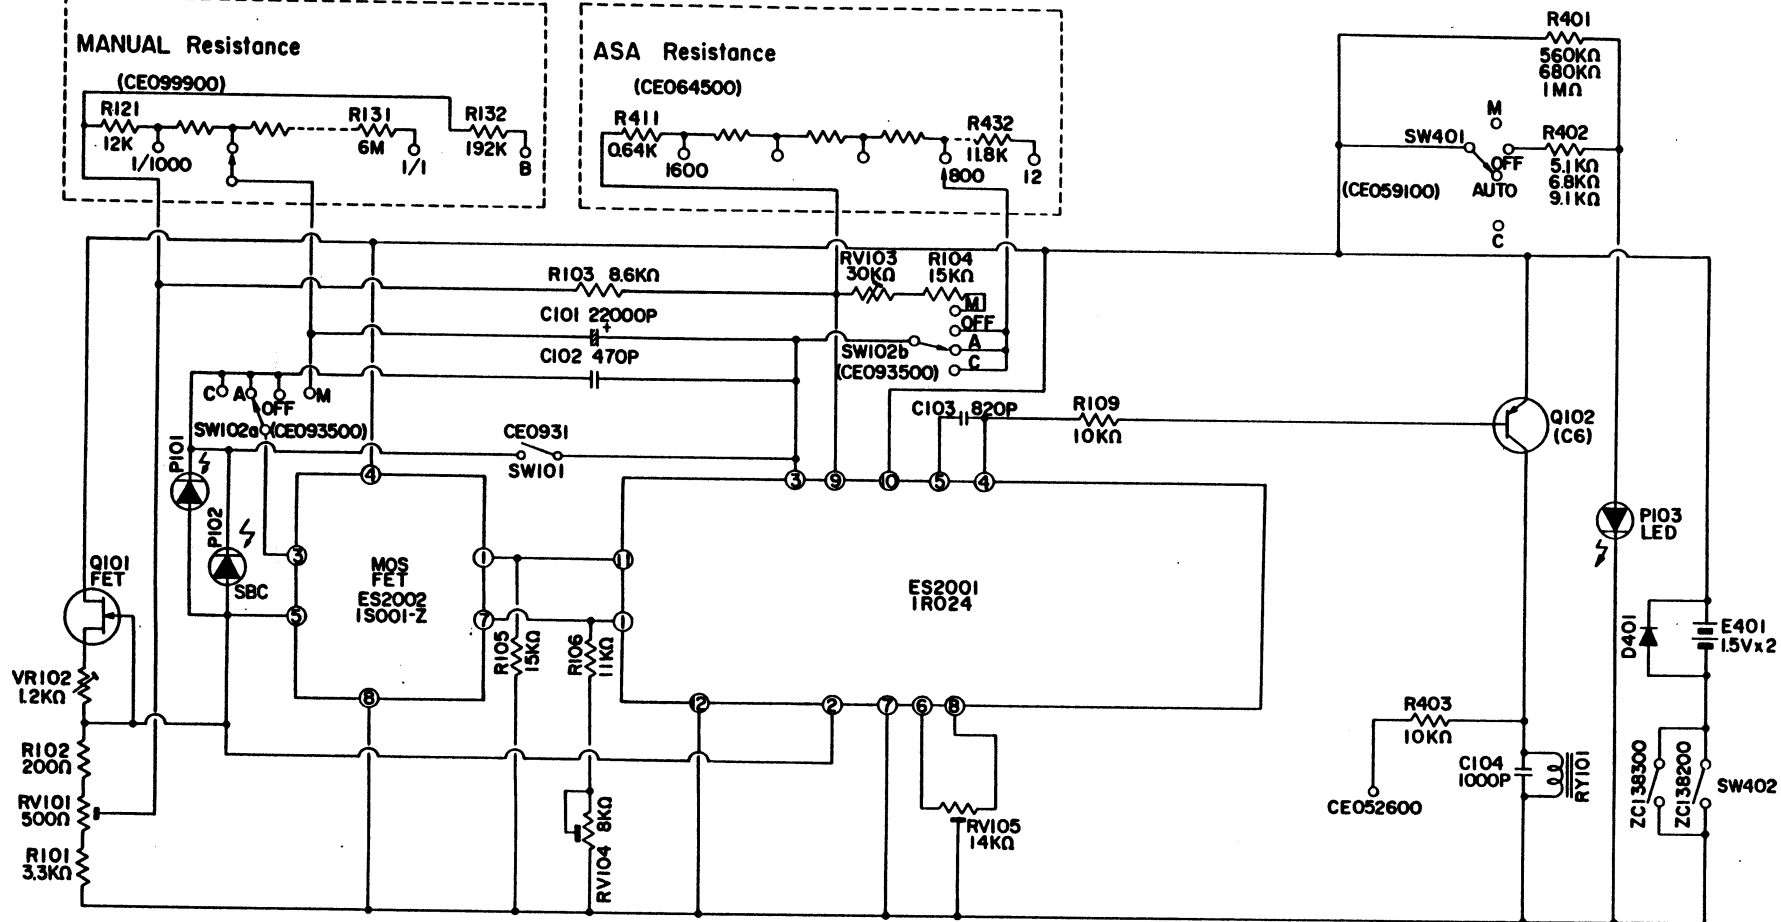 MANUAL Resistance
(CE099900)
R121
12K
1/1000
R131
6M
1/1
R132
192K
B
ASA Resistance
(CE064500)
R411
0.64K
1600
800
R432
11.8K
12
R401
560KΩ
680KΩ
1MΩ
M
SW401
OFF
AUTO
C
(CE059100)
R402
5.1KΩ
6.8KΩ
9.1KΩ
R103 8.6KΩ
RV103
30KΩ
R104
15KΩ
C101 22000P
+
C102 470P
M
OFF
A
C
SW102b
(CE093500)
C A OFF M
SW102a (CE093500)
CE0931
SW101
C103 820P
R109
10KΩ
Q102
(C6)
P101
P102
SBC
Q101
FET
4
3
5
1
7
8
MOS
FET
ES2002
1S001-Z
3 9 10 5 4
11
1
ES2001
1R024
12 2 7 6 8
R105
15KΩ
R106
11KΩ
RV104 8KΩ
RV105
14KΩ
VR102
1.2KΩ
R102
200Ω
RV101
500Ω
R101
3.3KΩ
P103
LED
D401
E401
1.5V x 2
R403
10KΩ
CE052600
C104
1000P
RY101
ZC138300
ZC138200
SW402